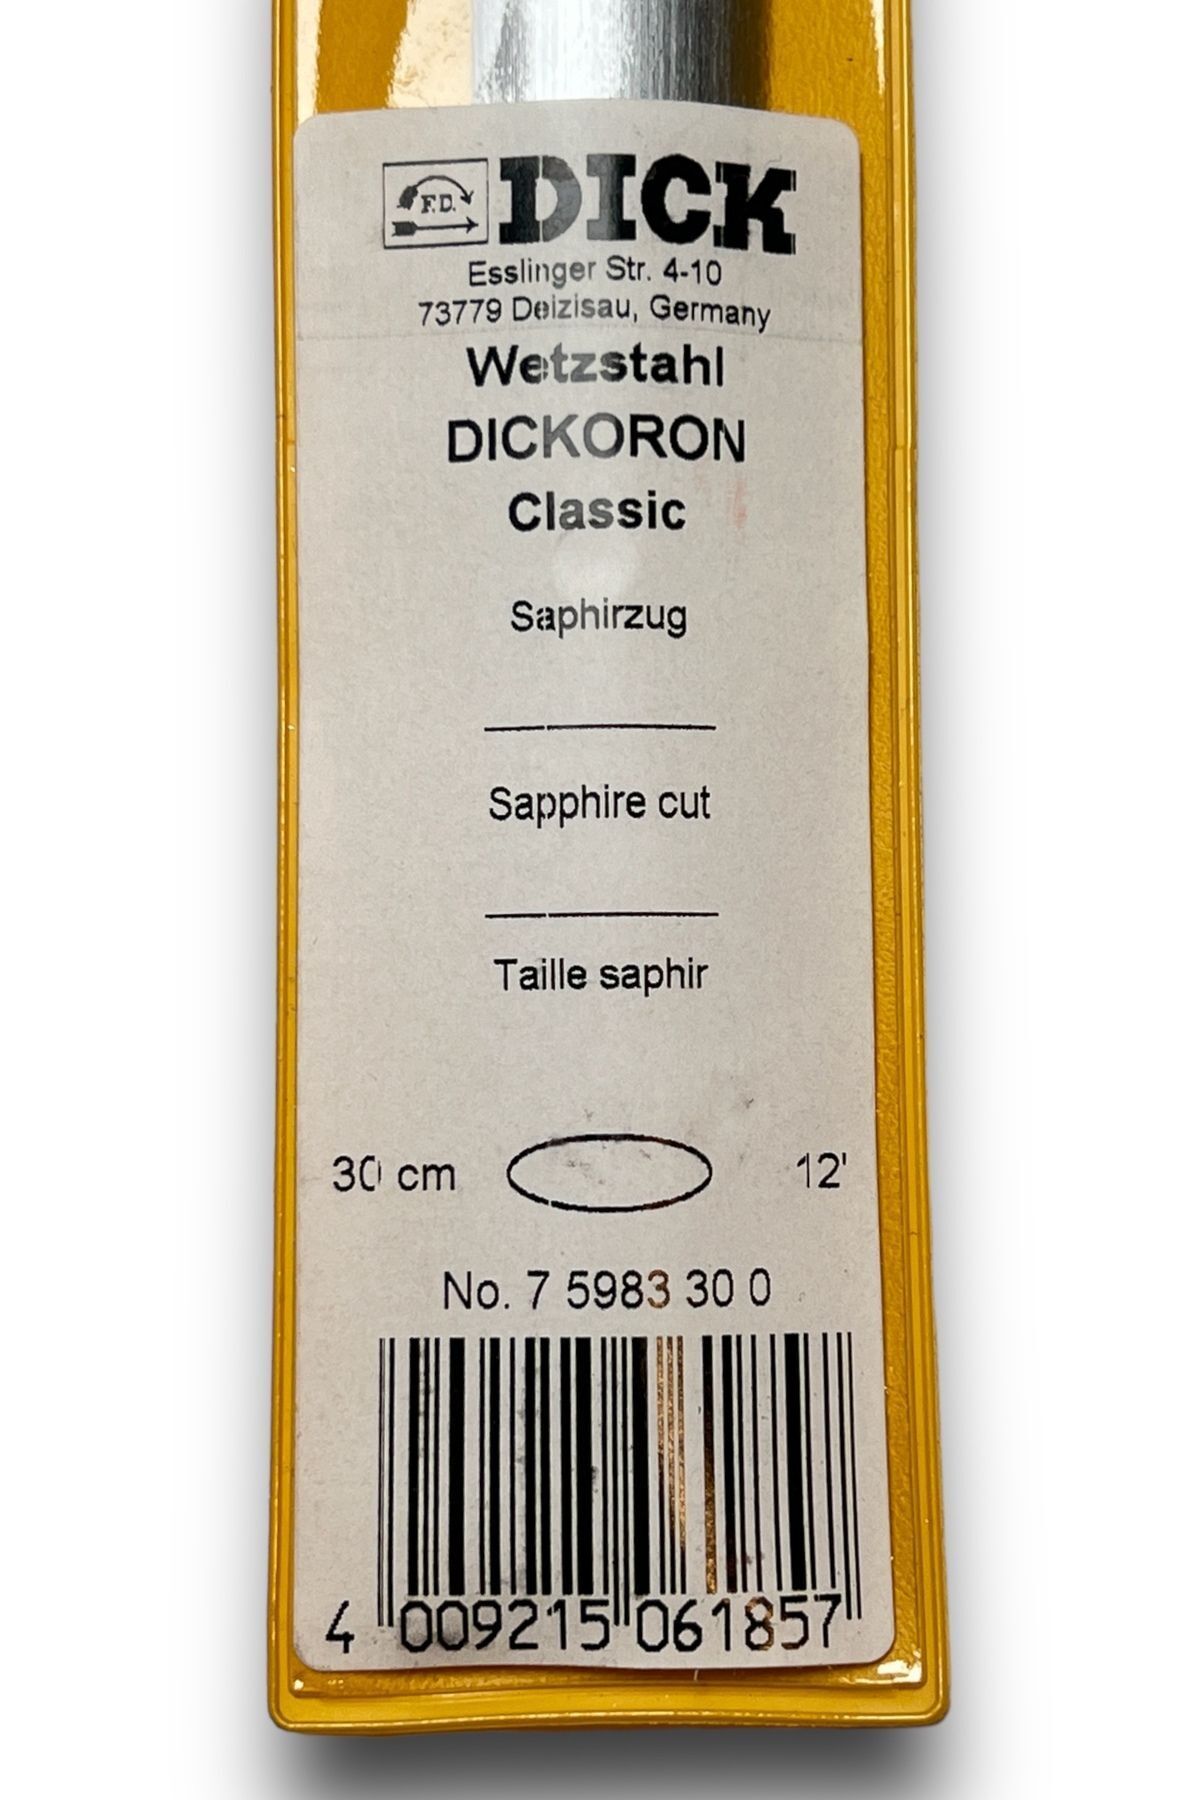 F.D. DICK
Esslinger Str. 4-10
73779 Deizisau, Germany
Wetzstahl
DICKORON
Classic
Saphirzug
Sapphire cut
Taille saphir
30 cm 12'
No. 7 5983 30 0
4 009215 061857